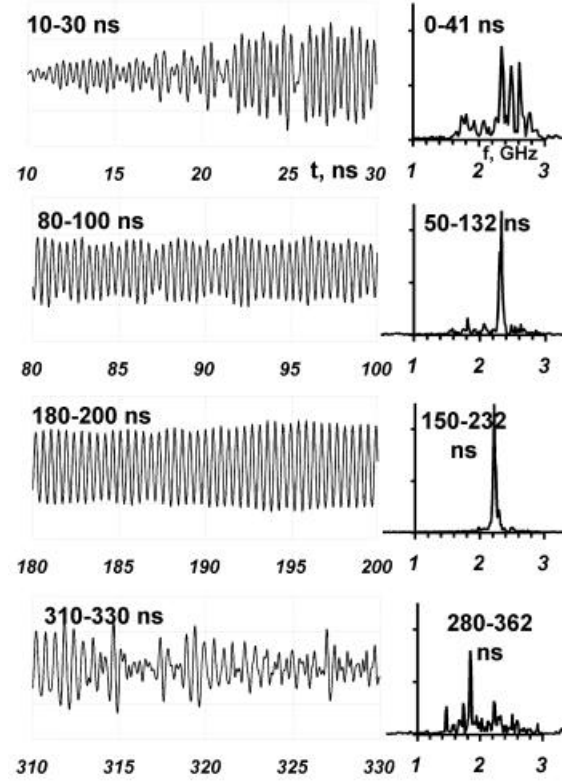 10-30 ns 0-41 ns
f, GHz
10 15 20 25 t, ns 30 1 2 3
80-100 ns 50-132 ns
80 85 90 95 100 1 2 3
180-200 ns 150-232
ns
180 185 190 195 200 1 2 3
310-330 ns 280-362
ns
310 315 320 325 330 1 2 3